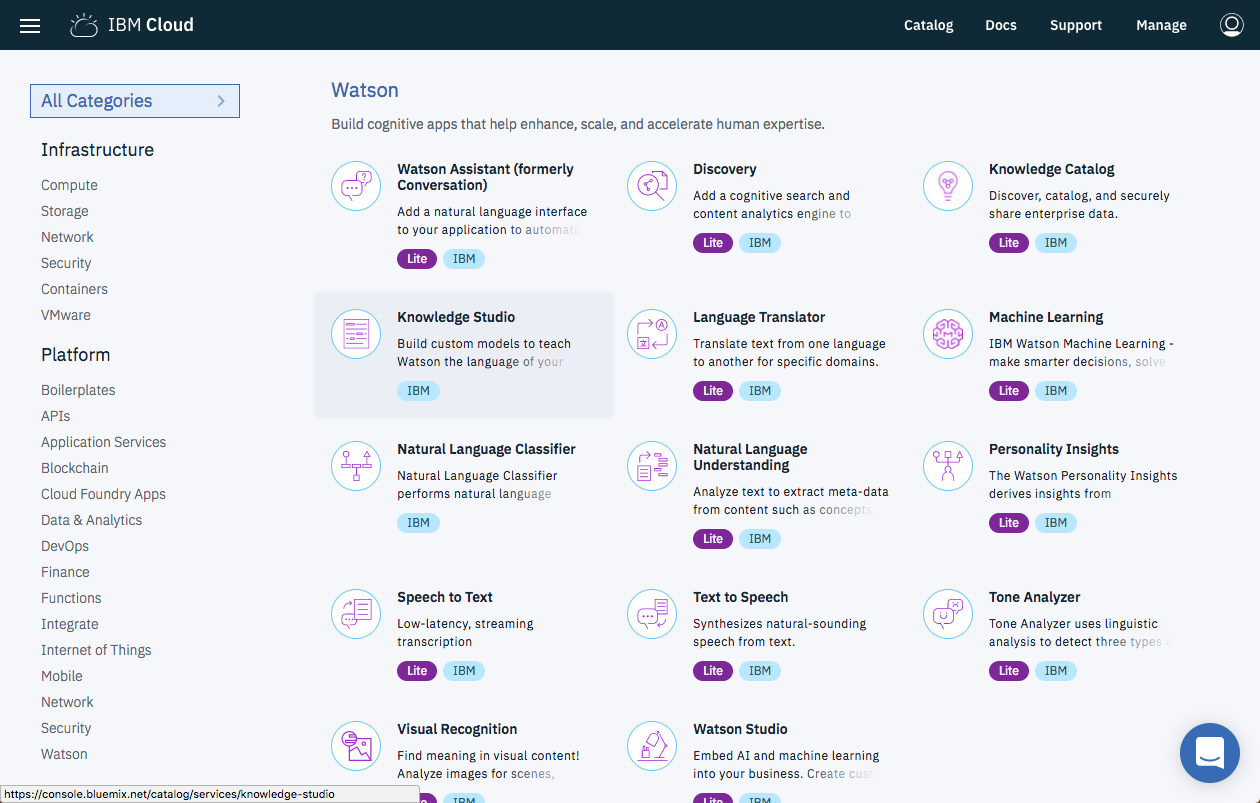 IBM Cloud
Catalog
Docs
Support
Manage
All Categories
Infrastructure
Compute
Storage
Network
Security
Containers
VMware
Platform
Boilerplates
APIs
Application Services
Blockchain
Cloud Foundry Apps
Data & Analytics
DevOps
Finance
Functions
Integrate
Internet of Things
Mobile
Network
Security
Watson
Watson
Build cognitive apps that help enhance, scale, and accelerate human expertise.
Watson Assistant (formerly
Conversation)
Add a natural language interface
to your application to automate
Lite IBM
Discovery
Add a cognitive search and
content analytics engine to
Lite IBM
Knowledge Catalog
Discover, catalog, and securely
share enterprise data.
Lite IBM
Knowledge Studio
Build custom models to teach
Watson the language of your
IBM
Language Translator
Translate text from one language
to another for specific domains.
Lite IBM
Machine Learning
IBM Watson Machine Learning -
make smarter decisions, solve
Lite IBM
Natural Language Classifier
Natural Language Classifier
performs natural language
IBM
Natural Language
Understanding
Analyze text to extract meta-data
from content such as concepts,
Lite IBM
Personality Insights
The Watson Personality Insights
derives insights from
Lite IBM
Speech to Text
Low-latency, streaming
transcription
Lite IBM
Text to Speech
Synthesizes natural-sounding
speech from text.
Lite IBM
Tone Analyzer
Tone Analyzer uses linguistic
analysis to detect three types
Lite IBM
Visual Recognition
Find meaning in visual content!
Analyze images for scenes,
IBM
Watson Studio
Embed AI and machine learning
into your business. Create
Lite IBM
https://console.bluemix.net/catalog/services/knowledge-studio